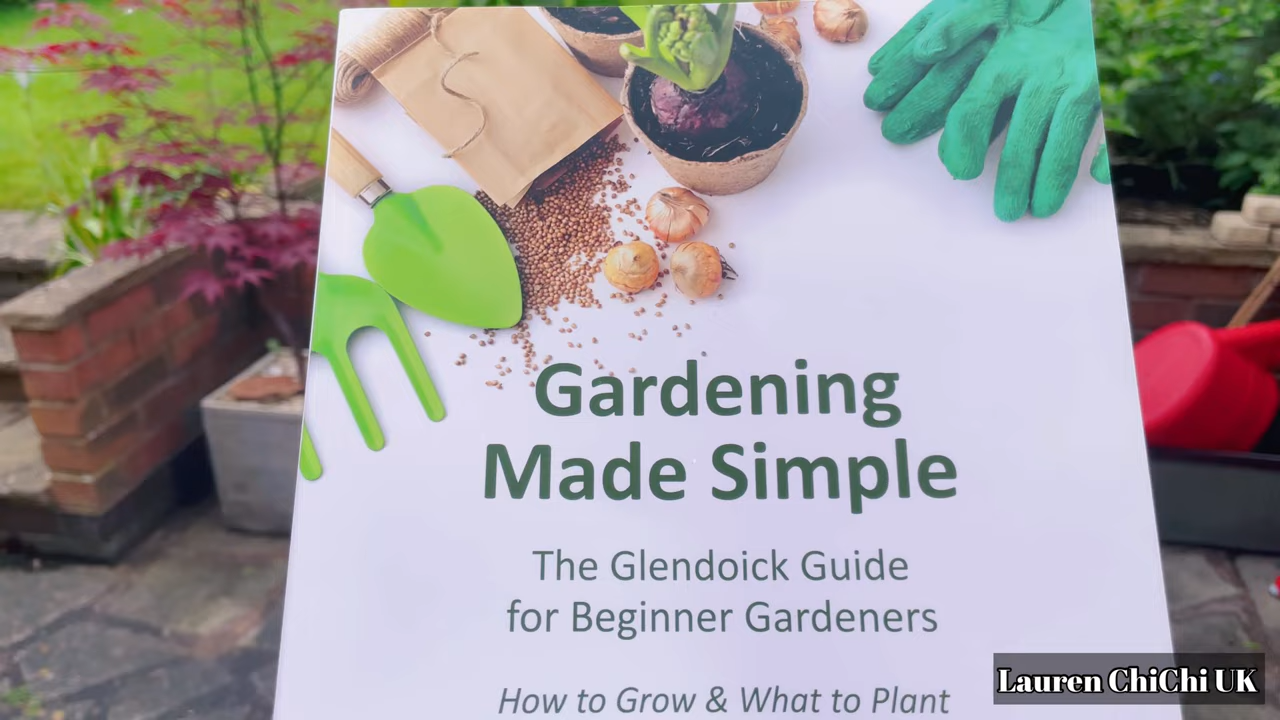 Gardening
Made Simple
The Glendoick Guide
for Beginner Gardeners
How to Grow & What to Plant
Lauren ChiChi UK